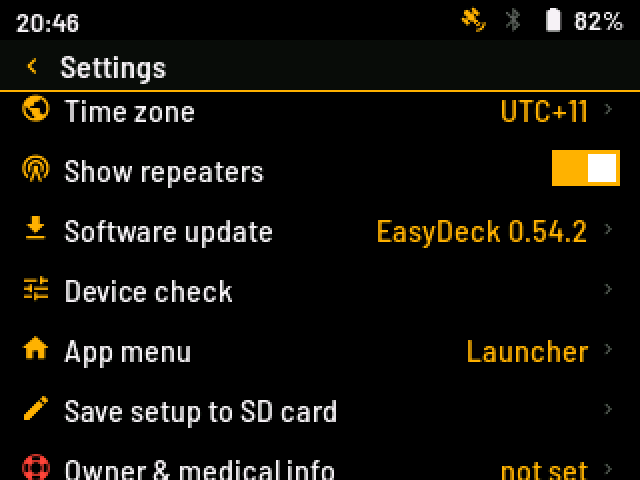 20:46 82%
Settings
Time zone UTC+11
Show repeaters
Software update EasyDeck 0.54.2
Device check
App menu Launcher
Save setup to SD card
Owner & medical info not set